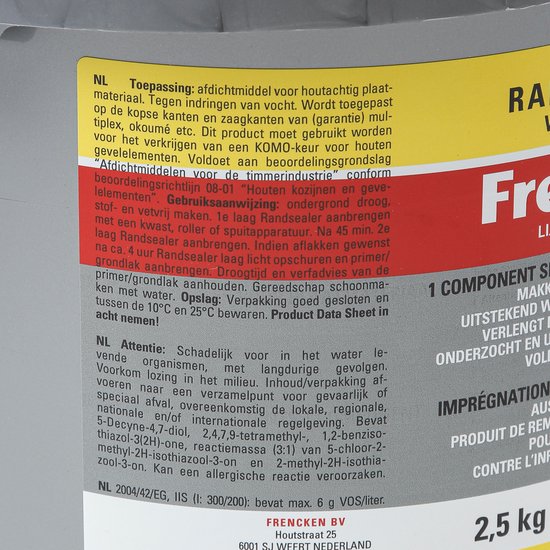 NL Toepassing: afdichtmiddel voor houtachtig plaat-
materiaal. Tegen indringen van vocht. Wordt toegepast
op de kopse kanten en zaagkanten van (garantie) mul-
tiplex, okoumé etc. Dit product moet gebruikt worden
voor het verkrijgen van een KOMO-keur voor houten
gevelelementen. Voldoet aan beoordelingsgrondslag
"Afdichtmiddelen voor de timmerindustrie" conform
beoordelingsrichtlijn 08-01 "Houten kozijnen en geve-
lelementen". Gebruiksaanwijzing: ondergrond droog,
stof- en vetvrij maken. 1e laag Randsealer aanbrengen
met een kwast, roller of spuitapparatuur. Na 45 min. 2e
laag Randsealer aanbrengen. Indien aflakken gewenst
na ca. 4 uur Randsealer laag licht opschuren en primer/
grondlak aanbrengen. Droogtijd en verfadvies van de
primer/grondlak aanhouden. Gereedschap schoonma-
ken met water. Opslag: Verpakking goed gesloten en
tussen de 10°C en 25°C bewaren. Product Data Sheet in
acht nemen!
NL Attentie: Schadelijk voor in het water le-
vende organismen, met langdurige gevolgen.
Voorkom lozing in het milieu. Inhoud/verpakking af-
voeren naar een verzamelpunt voor gevaarlijk of
speciaal afval, overeenkomstig de lokale, regionale,
nationale en/of internationale regelgeving. Bevat
5-Decyne-4,7-diol, 2,4,7,9-tetramethyl-, 1,2-benziso-
thiazol-3(2H)-one, reactiemassa (3:1) van 5-chloor-2-
methyl-2H-isothiazool-3-on en 2-methyl-2H-isothia-
zool-3-on. Kan een allergische reactie veroorzaken.
NL 2004/42/EG, IIS (I: 300/200): bevat max. 6 g VOS/liter.
FRENCKEN BV
Houtstraat 25
6001 SJ WEERT NEDERLAND
RA
Fre
LI
1 COMPONENT S
MAKK
UITSTEKEND W
VERLENGT
ONDERZOCHT EN U
VOL
IMPRÉGNATION
AUS
PRODUIT DE REM
POU
CONTRE L'INF
2,5 kg